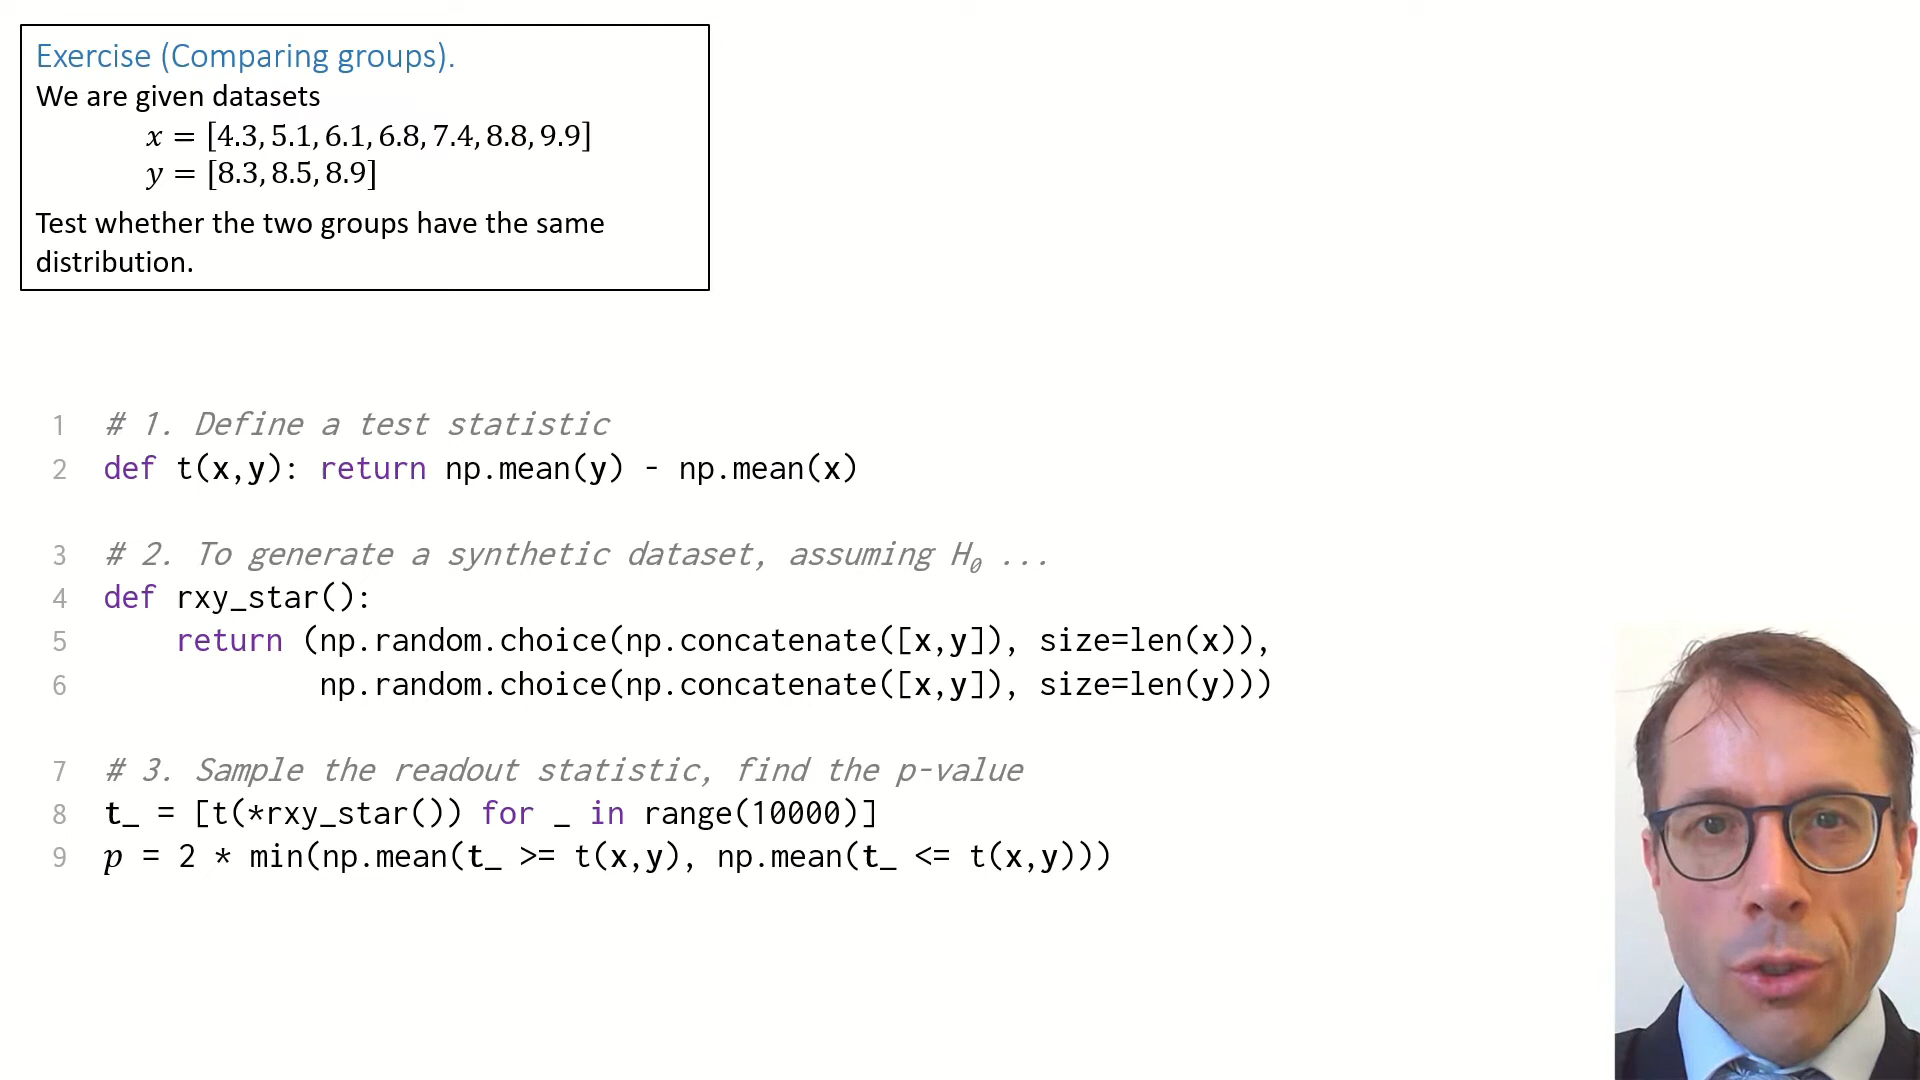 Exercise (Comparing groups).
We are given datasets
x = [4.3, 5.1, 6.1, 6.8, 7.4, 8.8, 9.9]
y = [8.3, 8.5, 8.9]
Test whether the two groups have the same
distribution.
1 # 1. Define a test statistic
2 def t(x,y): return np.mean(y) - np.mean(x)
3 # 2. To generate a synthetic dataset, assuming H₀ ...
4 def rxy_star():
5 return (np.random.choice(np.concatenate([x,y]), size=len(x)),
6 np.random.choice(np.concatenate([x,y]), size=len(y)))
7 # 3. Sample the readout statistic, find the p-value
8 t_ = [t(*rxy_star()) for _ in range(10000)]
9 p = 2 * min(np.mean(t_ >= t(x,y), np.mean(t_ <= t(x,y)))